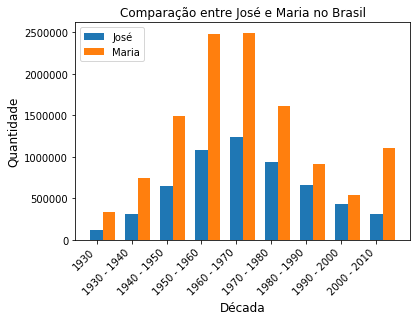 Comparação entre José e Maria no Brasil
José
Maria
2500000
2000000
1500000
1000000
500000
0
Quantidade
1930
1930 - 1940
1940 - 1950
1950 - 1960
1960 - 1970
1970 - 1980
1980 - 1990
1990 - 2000
2000 - 2010
Década